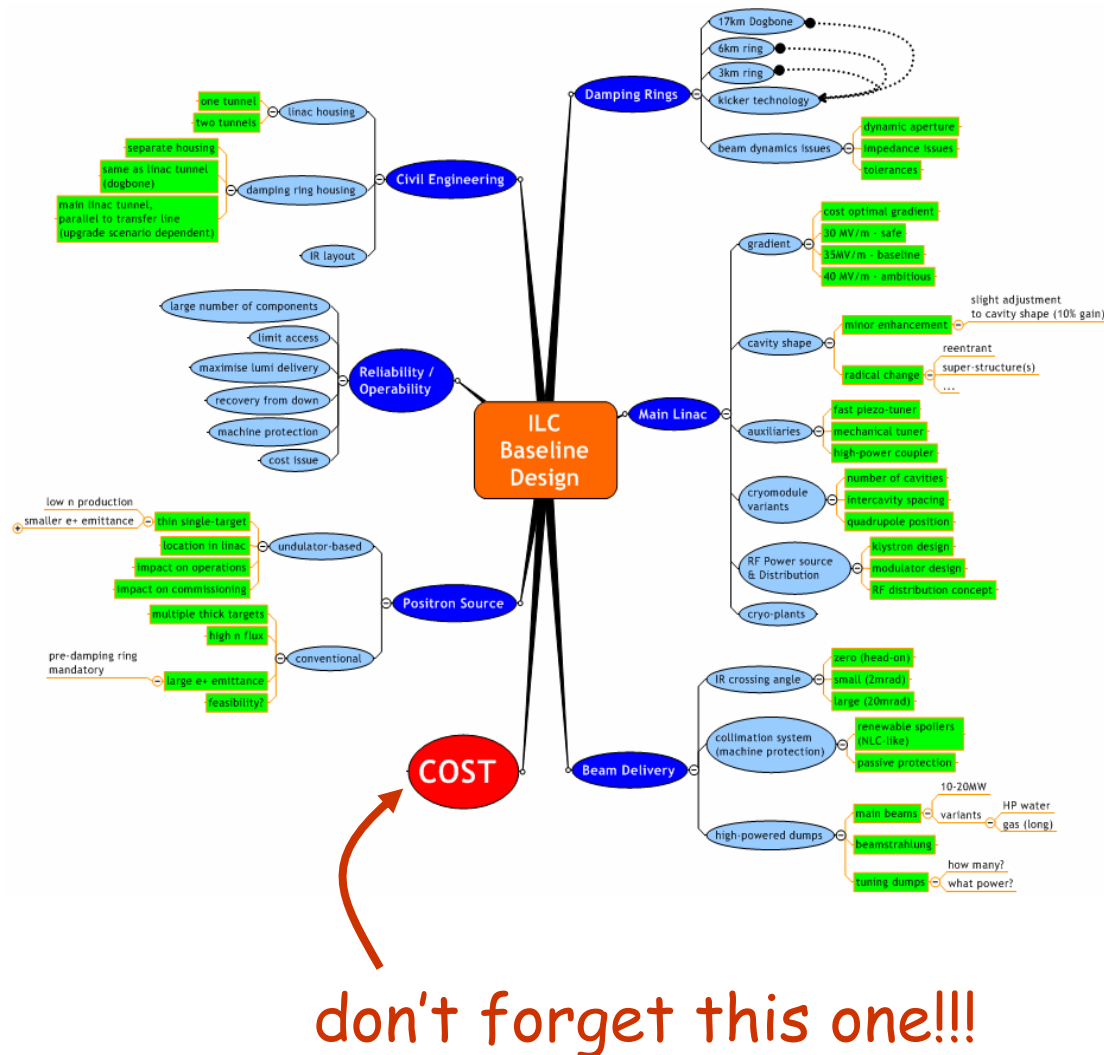 ILC
Baseline
Design
Damping Rings
17km Dogbone
6km ring
3km ring
kicker technology
beam dynamics issues
dynamic aperture
impedance issues
tolerances
Main Linac
gradient
cost optimal gradient
30 MV/m - safe
35MV/m - baseline
40 MV/m - ambitious
cavity shape
minor enhancement
slight adjustment
to cavity shape (10% gain)
radical change
reentrant
super-structure(s)
...
auxiliaries
fast piezo-tuner
mechanical tuner
high-power coupler
cryomodule
variants
number of cavities
intercavity spacing
quadrupole position
RF Power source
& Distribution
klystron design
modulator design
RF distribution concept
cryo-plants
Beam Delivery
IR crossing angle
zero (head-on)
small (2mrad)
large (20mrad)
collimation system
(machine protection)
renewable spoilers
(NLC-like)
passive protection
high-powered dumps
main beams
10-20MW
variants
HP water
gas (long)
beamstrahlung
tuning dumps
how many?
what power?
Civil Engineering
linac housing
one tunnel
two tunnels
damping ring housing
separate housing
same as linac tunnel
(dogbone)
main linac tunnel,
parallel to transfer line
(upgrade scenario dependent)
IR layout
Reliability /
Operability
large number of components
limit access
maximise lumi delivery
recovery from down
machine protection
cost issue
Positron Source
undulator-based
thin single-target
low n production
smaller e+ emittance
location in linac
impact on operations
impact on commissioning
conventional
multiple thick targets
high n flux
large e+ emittance
pre-damping ring
mandatory
feasibility?
COST
don't forget this one!!!